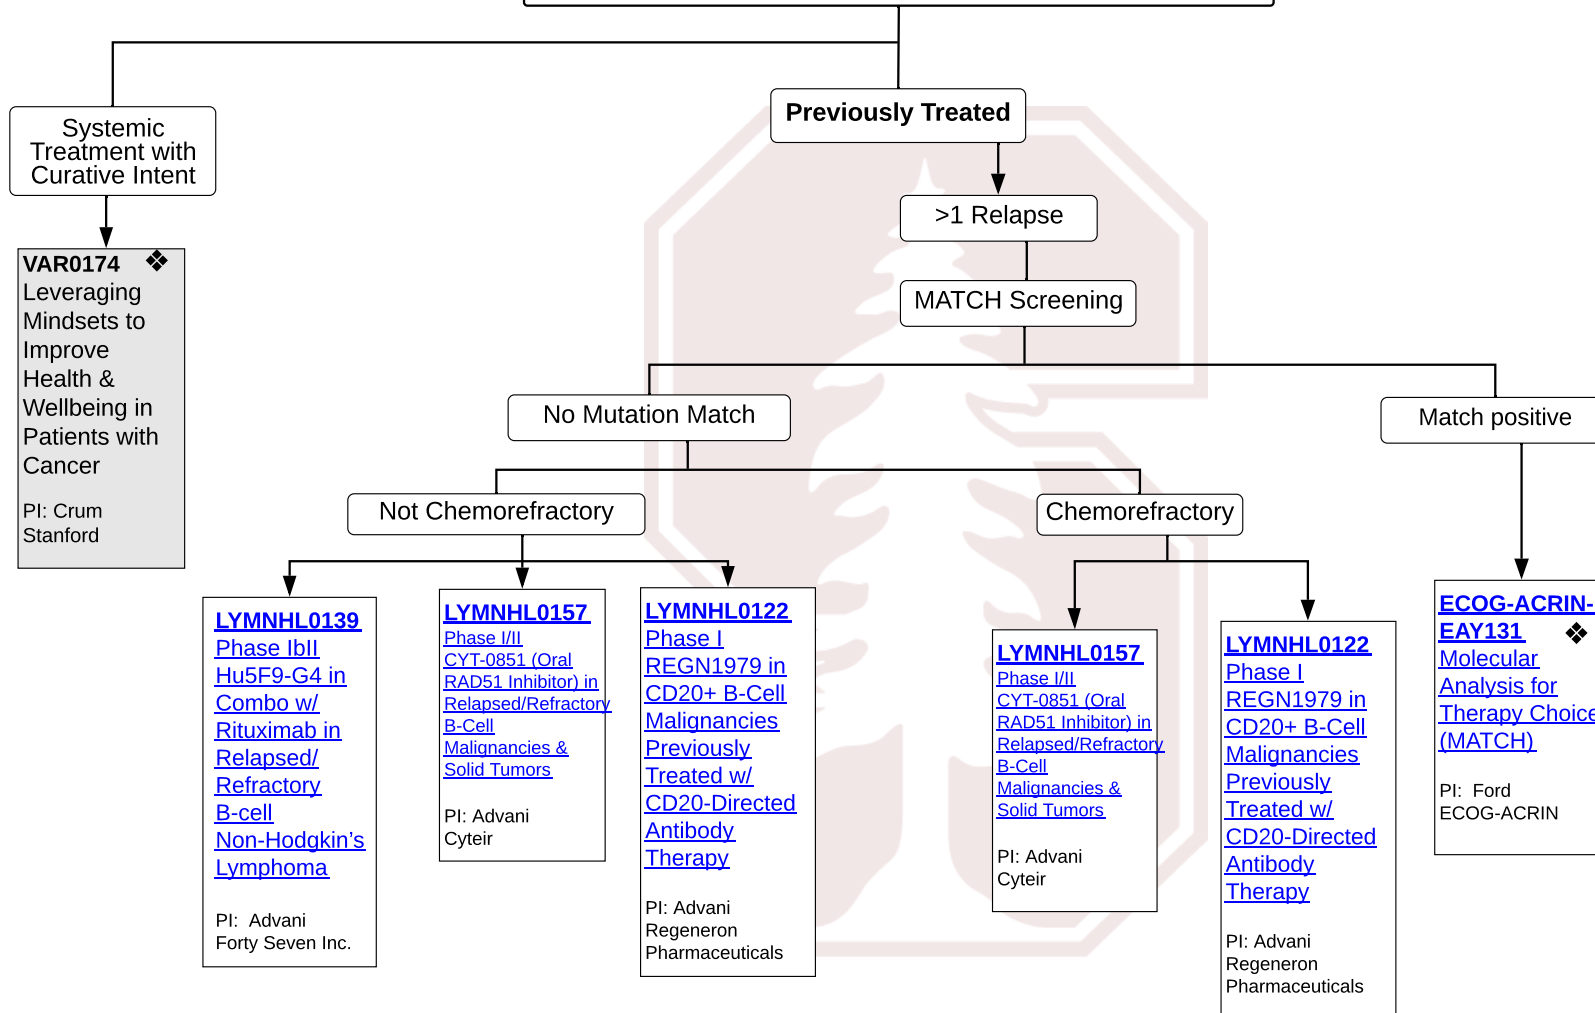 Previously Treated
Systemic
Treatment with
Curative Intent
>1 Relapse
VAR0174 ❖
Leveraging
Mindsets to
Improve
Health &
Wellbeing in
Patients with
Cancer
PI: Crum
Stanford
MATCH Screening
No Mutation Match
Match positive
Not Chemorefractory
Chemorefractory
LYMNHL0139
Phase IbII
Hu5F9-G4 in
Combo w/
Rituximab in
Relapsed/
Refractory
B-cell
Non-Hodgkin’s
Lymphoma
PI:  Advani
Forty Seven Inc.
LYMNHL0157
Phase I/II
CYT-0851 (Oral
RAD51 Inhibitor) in
Relapsed/Refractory
B-Cell
Malignancies &
Solid Tumors
PI: Advani
Cyteir
LYMNHL0122
Phase I
REGN1979 in
CD20+ B-Cell
Malignancies
Previously
Treated w/
CD20-Directed
Antibody
Therapy
PI: Advani
Regeneron
Pharmaceuticals
LYMNHL0157
Phase I/II
CYT-0851 (Oral
RAD51 Inhibitor) in
Relapsed/Refractory
B-Cell
Malignancies &
Solid Tumors
PI: Advani
Cyteir
LYMNHL0122
Phase I
REGN1979 in
CD20+ B-Cell
Malignancies
Previously
Treated w/
CD20-Directed
Antibody
Therapy
PI: Advani
Regeneron
Pharmaceuticals
ECOG-ACRIN-
EAY131 ❖
Molecular
Analysis for
Therapy Choice
(MATCH)
PI:  Ford
ECOG-ACRIN